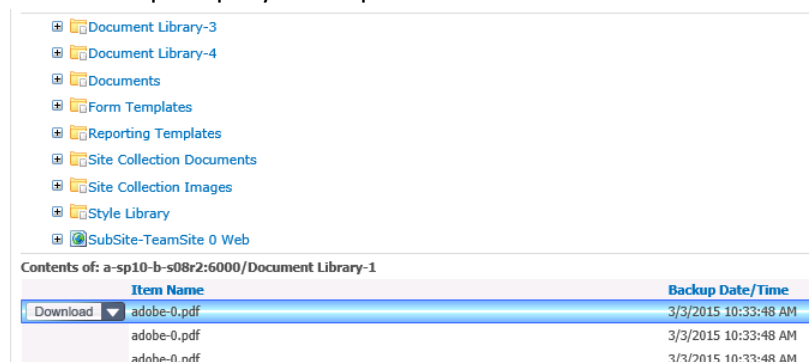 Document Library-3
Document Library-4
Documents
Form Templates
Reporting Templates
Site Collection Documents
Site Collection Images
Style Library
SubSite-TeamSite 0 Web
Contents of: a-sp10-b-s08r2:6000/Document Library-1
Item Name Backup Date/Time
Download adobe-0.pdf 3/3/2015 10:33:48 AM
adobe-0.pdf 3/3/2015 10:33:48 AM
adobe-0.pdf 3/3/2015 10:33:48 AM